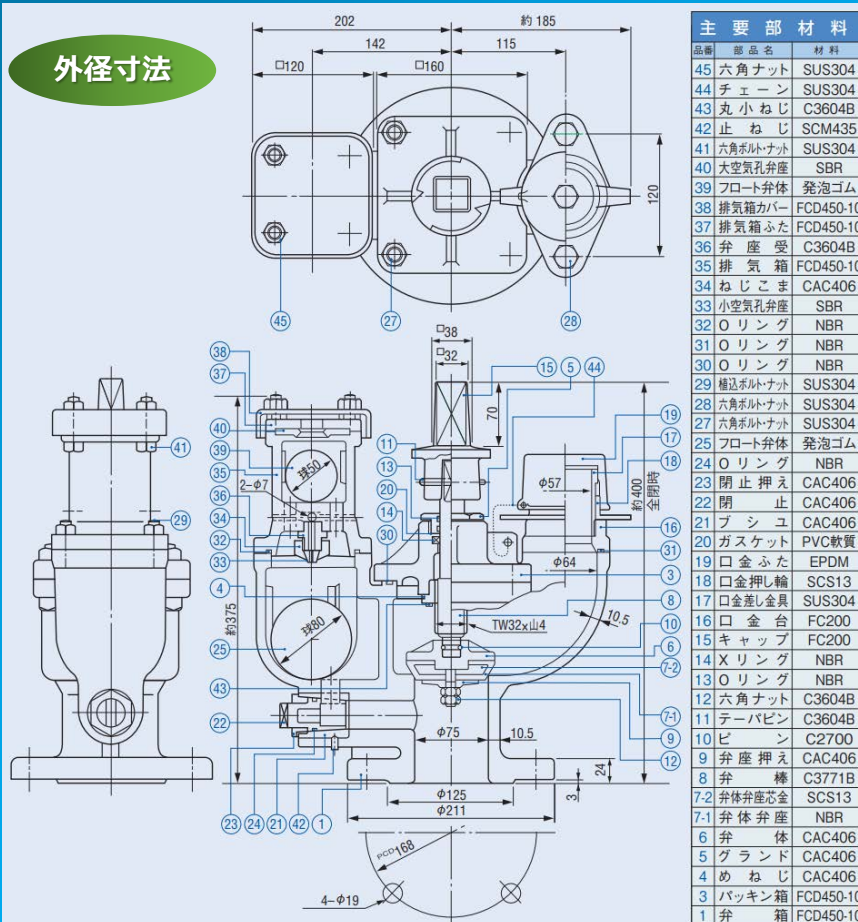 外径寸法
202
約 185
142
115
□120
□160
120
45
27
28
□38
□32
15
5
44
38
37
40
39
35
2-φ7
36
34
32
33
球50
30
4
25
球80
43
22
23
24
21
42
1
41
29
約375
11
13
20
14
70
φ57
φ64
19
17
18
16
31
3
8
10
6
7-2
7-1
9
12
約400
全閉時
10.5
TW32x山4
φ75
10.5
24
3
φ125
φ211
PCD168
4-φ19
主要部材料
品番 部品名 材料
45 六角ナット SUS304
44 チェーン SUS304
43 丸小ねじ C3604B
42 止ねじ SCM435
41 六角ボルト・ナット SUS304
40 大空気孔弁座 SBR
39 フロート弁体 発泡ゴム
38 排気箱カバー FCD450-10
37 排気箱ふた FCD450-10
36 弁座受 C3604B
35 排気箱 FCD450-10
34 ねじこま CAC406
33 小空気孔弁座 SBR
32 Oリング NBR
31 Oリング NBR
30 Oリング NBR
29 植込ボルト・ナット SUS304
28 六角ボルト・ナット SUS304
27 六角ボルト・ナット SUS304
25 フロート弁体 発泡ゴム
24 Oリング NBR
23 閉止押え CAC406
22 閉止 CAC406
21 ブシユ CAC406
20 ガスケット PVC軟質
19 口金ふた EPDM
18 口金押し輪 SCS13
17 口金差し金具 SUS304
16 口金台 FC200
15 キャップ FC200
14 Xリング NBR
13 Oリング NBR
12 六角ナット C3604B
11 テーパピン C3604B
10 ピン C2700
9 弁座押え CAC406
8 弁棒 C3771B
7-2 弁体弁座芯金 SCS13
7-1 弁体弁座 NBR
6 弁体 CAC406
5 グランド CAC406
4 めねじ CAC406
3 パッキン箱 FCD450-10
1 弁箱 FCD450-10